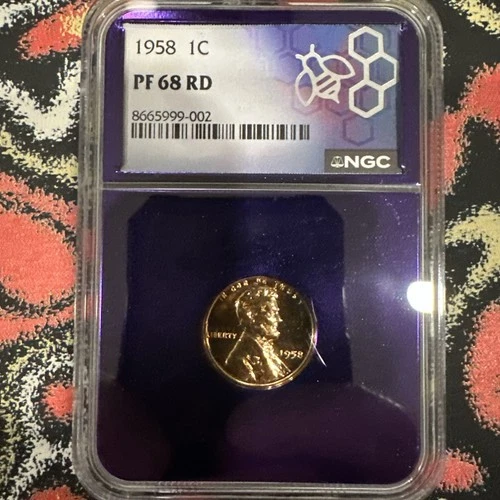 1958 1C
PF 68 RD
8665999-002
NGC
LIBERTY
1958